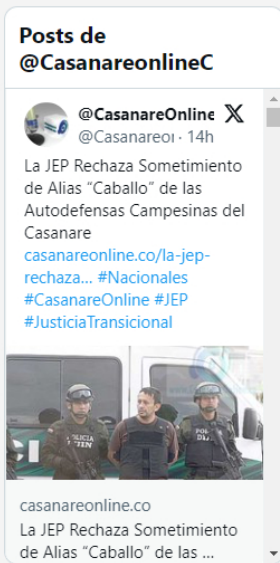 Posts de
@CasanareonlineC
@CasanareOnline
@Casanareo · 14h
La JEP Rechaza Sometimiento
de Alias “Caballo” de las
Autodefensas Campesinas del
Casanare
casanareonline.co/la-jep-
rechaza... #Nacionales
#CasanareOnline #JEP
#JusticiaTransicional
POLICIA
POLICIA
casanareonline.co
La JEP Rechaza Sometimiento
de Alias “Caballo” de las ...